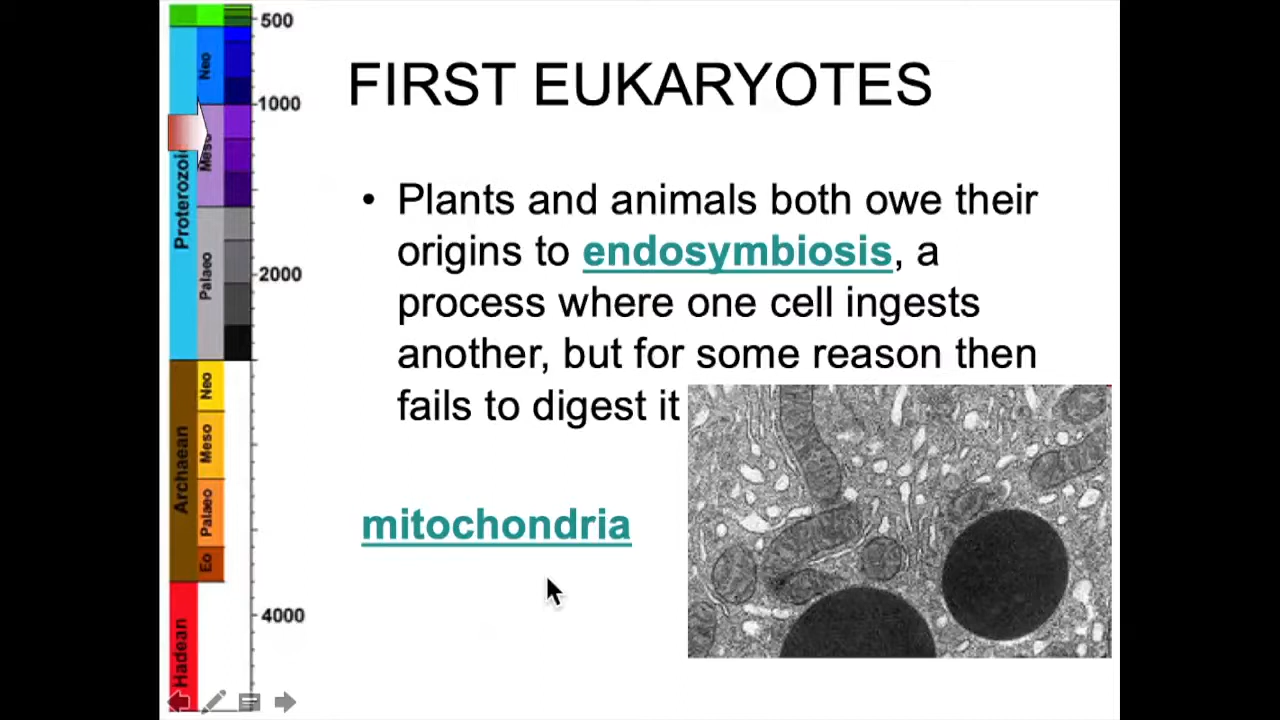 FIRST EUKARYOTES
• Plants and animals both owe their
origins to endosymbiosis, a
process where one cell ingests
another, but for some reason then
fails to digest it
mitochondria
500
1000
2000
4000
Proterozoic
Neo
Meso
Palaeo
Archaean
Neo
Meso
Palaeo
Eo
Hadean